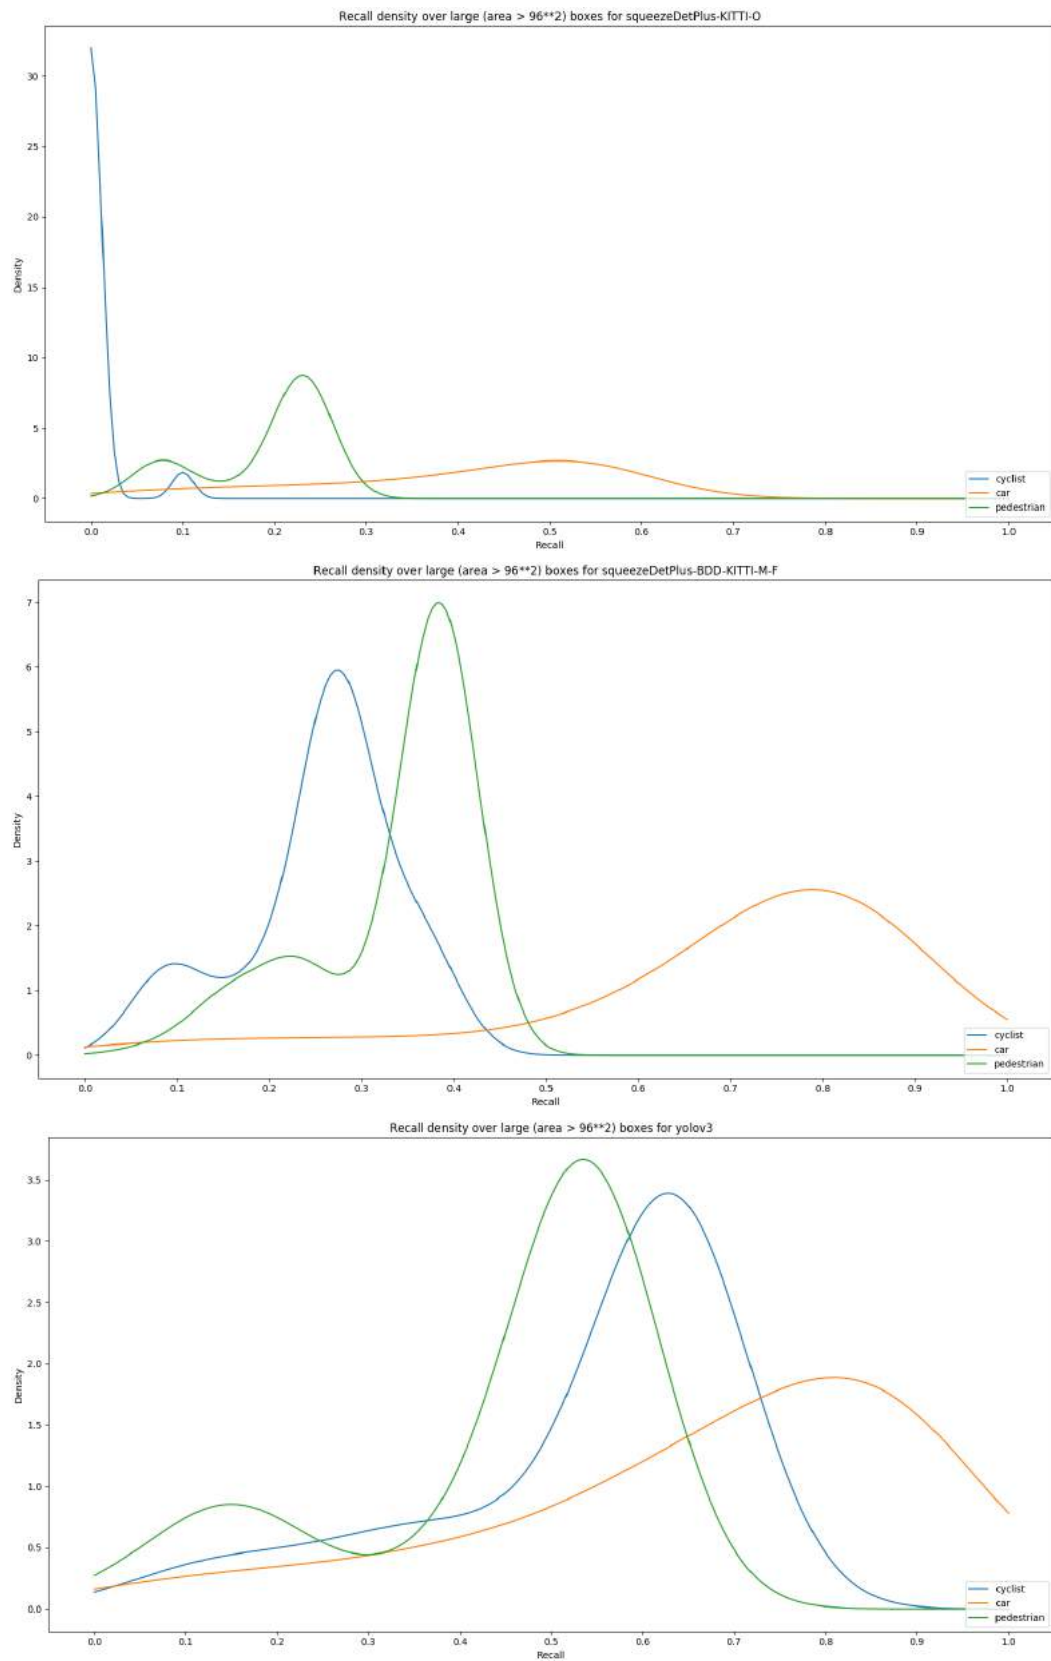 Recall density over large (area > 96**2) boxes for squeezeDetPlus-KITTI-O
30
25
20
15
10
5
0
Density
cyclist
car
pedestrian
0.0 0.1 0.2 0.3 0.4 0.5 0.6 0.7 0.8 0.9 1.0
Recall
Recall density over large (area > 96**2) boxes for squeezeDetPlus-BDD-KITTI-M-F
7
6
5
4
3
2
1
0
Density
cyclist
car
pedestrian
0.0 0.1 0.2 0.3 0.4 0.5 0.6 0.7 0.8 0.9 1.0
Recall
Recall density over large (area > 96**2) boxes for yolov3
3.5
3.0
2.5
2.0
1.5
1.0
0.5
0.0
Density
cyclist
car
pedestrian
0.0 0.1 0.2 0.3 0.4 0.5 0.6 0.7 0.8 0.9 1.0
Recall